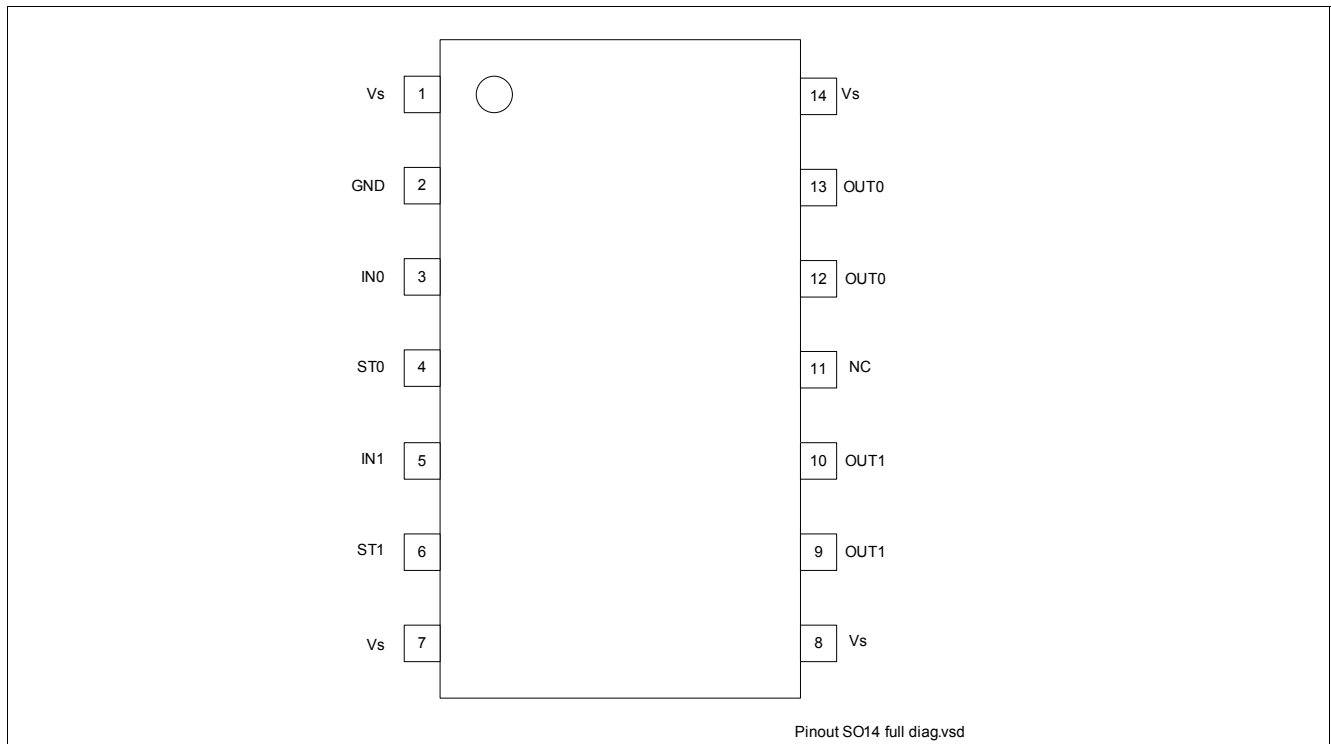 Vs 1 14 Vs
GND 2 13 OUT0
IN0 3 12 OUT0
ST0 4 11 NC
IN1 5 10 OUT1
ST1 6 9 OUT1
Vs 7 8 Vs
Pinout SO14 full diag.vsd